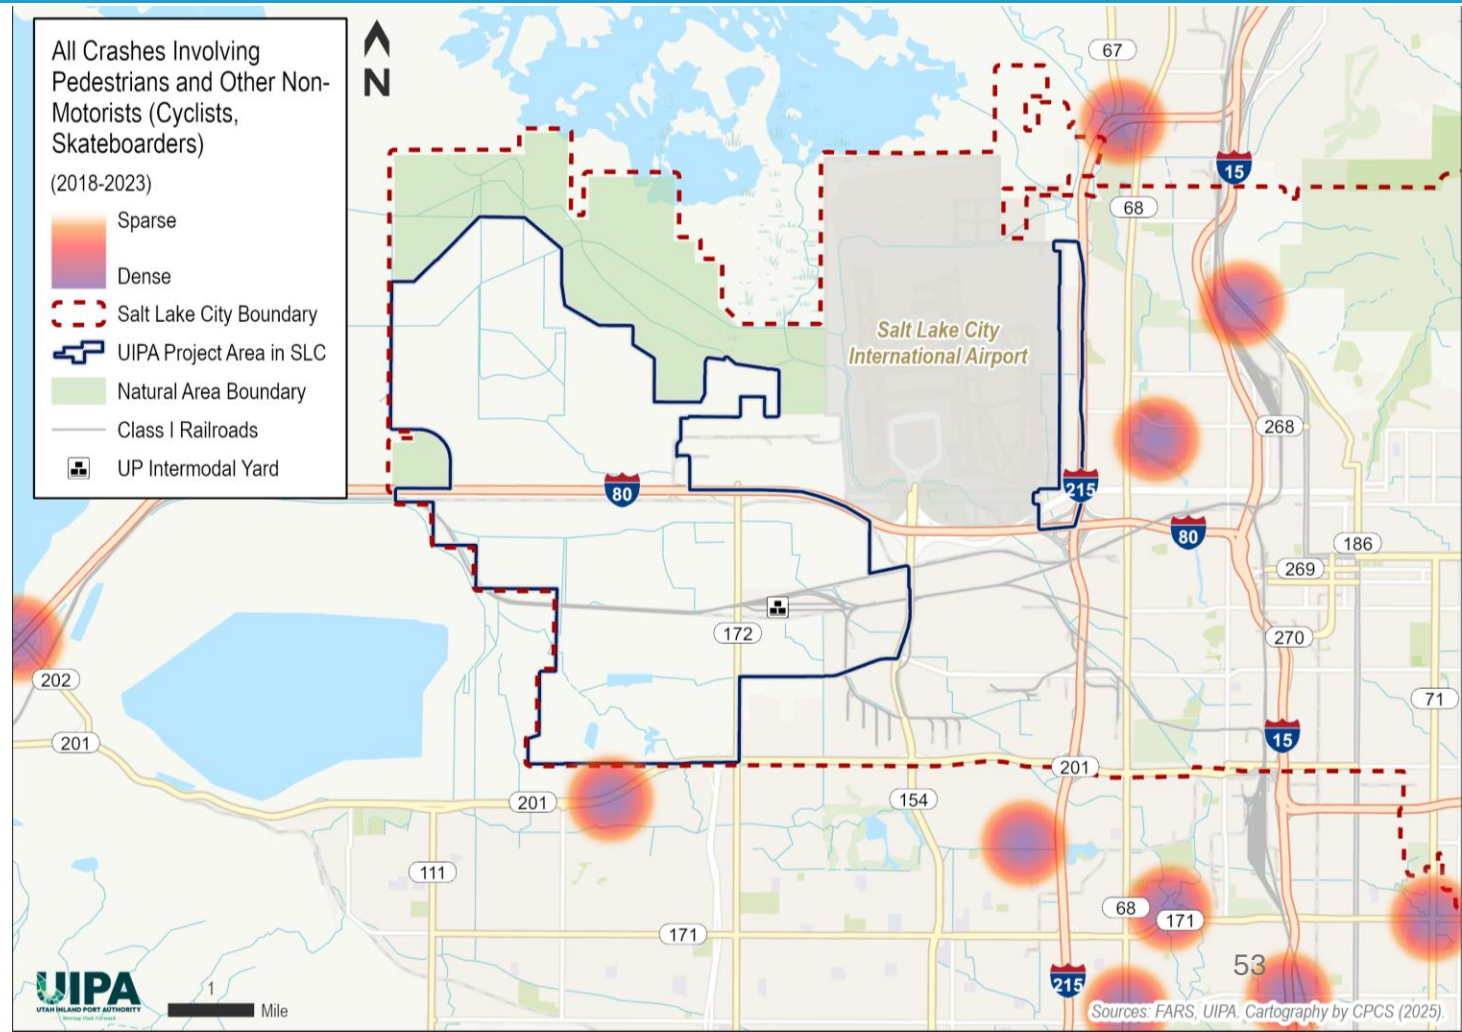 All Crashes Involving
Pedestrians and Other Non-
Motorists (Cyclists,
Skateboarders)
(2018-2023)
Sparse
Dense
Salt Lake City Boundary
UIPA Project Area in SLC
Natural Area Boundary
Class I Railroads
UP Intermodal Yard
N
67
15
68
Salt Lake City
International Airport
268
80
215
80
186
269
172
270
202
71
201
15
201
201
154
111
68
171
171
53
215
UIPA
UTAH INLAND PORT AUTHORITY
Moving Utah Forward
1
Mile
Sources: FARS, UIPA, Cartography by CPCS (2025).